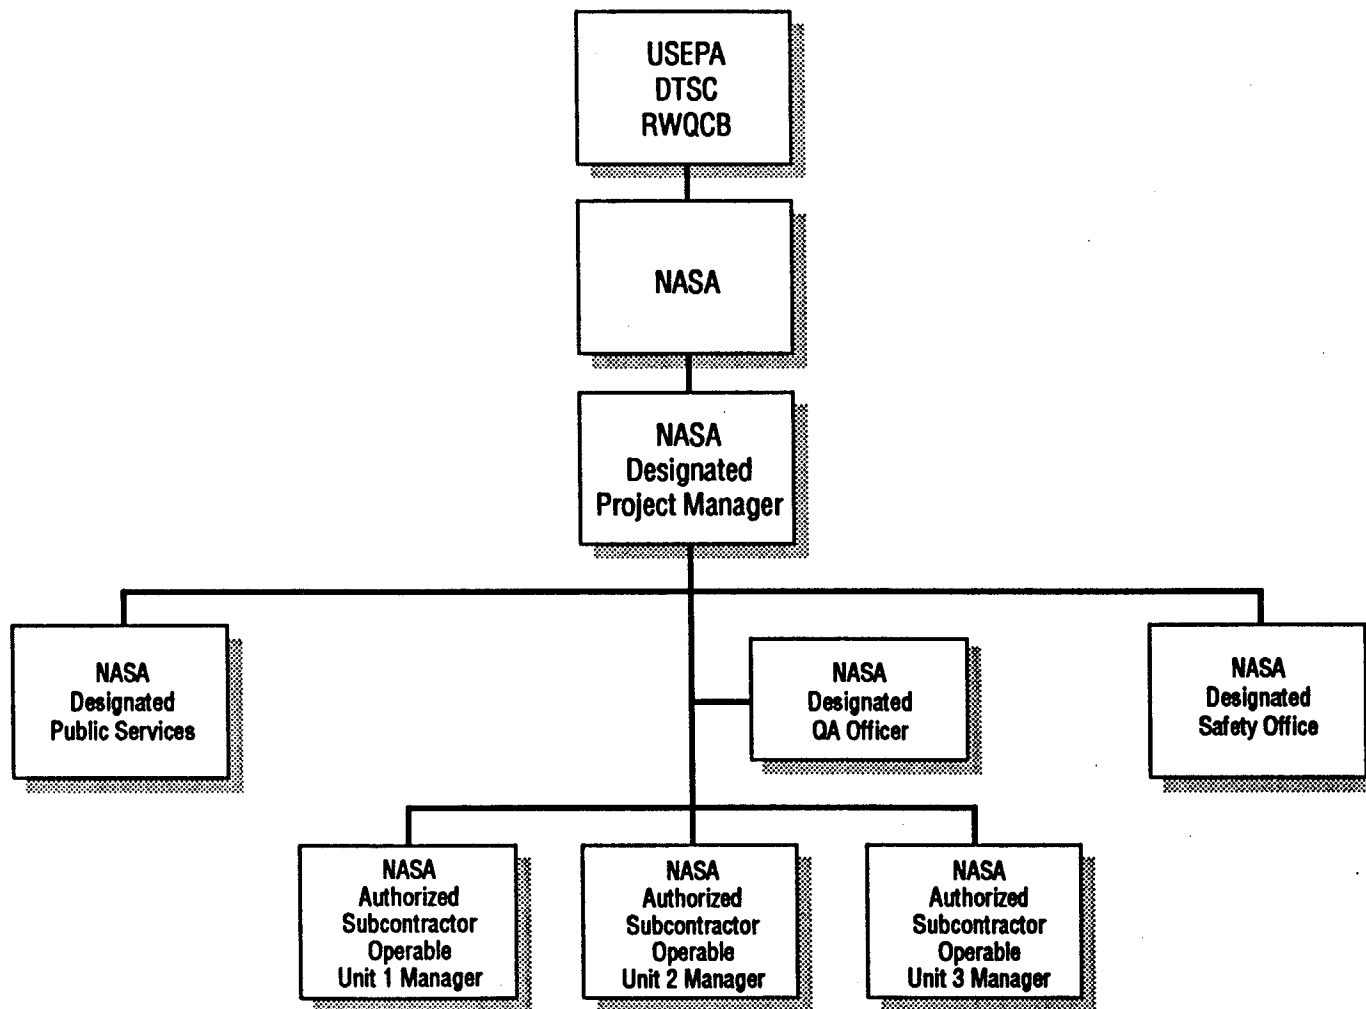 USEPA
DTSC
RWQCB
NASA
NASA
Designated
Project Manager
NASA
Designated
Public Services
NASA
Designated
QA Officer
NASA
Designated
Safety Office
NASA
Authorized
Subcontractor
Operable
Unit 1 Manager
NASA
Authorized
Subcontractor
Operable
Unit 2 Manager
NASA
Authorized
Subcontractor
Operable
Unit 3 Manager